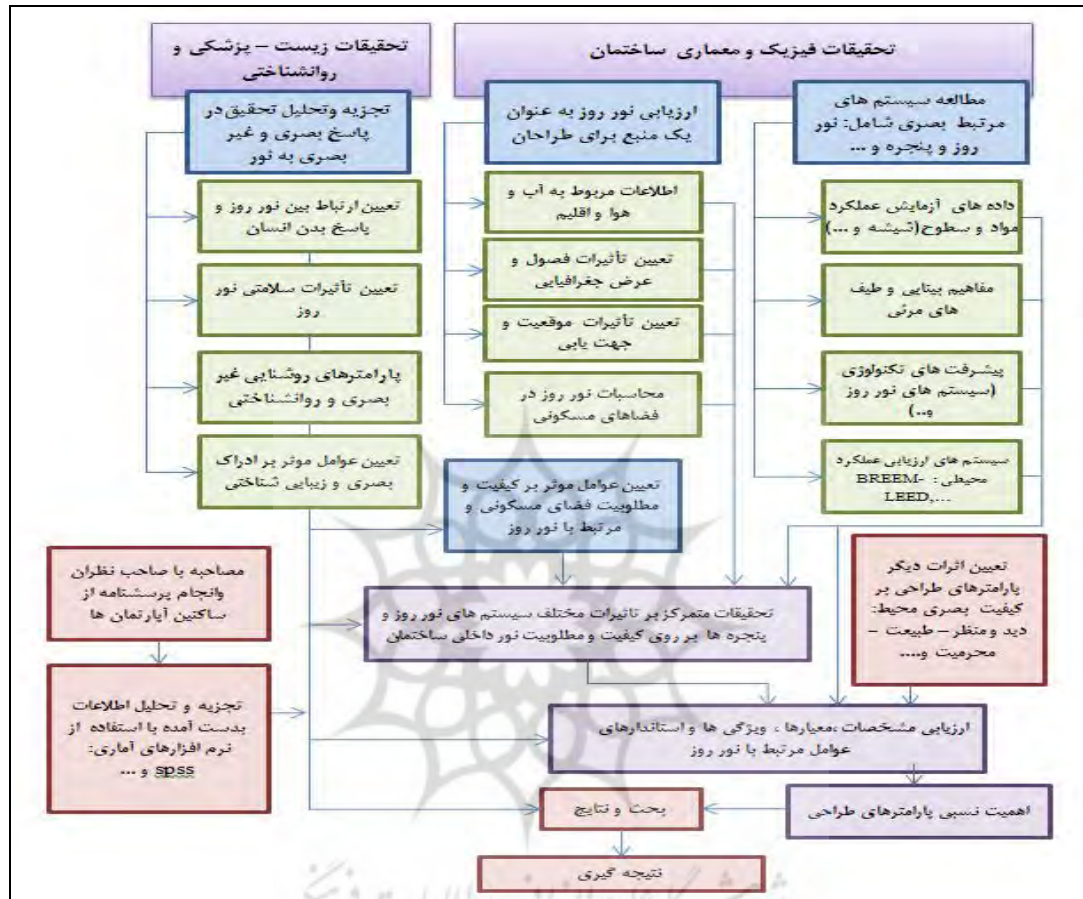 تحقیقات فیزیک و معماری ساختمان
تحقیقات زیست – پزشکی و
روانشناختی
مطالعه سیستم های
مرتبط بصری شامل: نور
روز و پنجره و ...
داده های آزمایش عملکرد
مواد و سطوح(شیشه و ...)
مفاهیم بینایی و طیف
های مرئی
پیشرفت های تکنولوژی
(سیستم های نور روز
و..)
سیستم های ارزیابی عملکرد
محیطی: BREEM-
LEED,...
ارزیابی نور روز به عنوان
یک منبع برای طراحان
اطلاعات مربوط به آب و
هوا و اقلیم
تعیین تأثیرات فصول و
عرض جغرافیایی
تعیین تأثیرات موقعیت و
جهت یابی
محاسبات نور روز در
فضاهای مسکونی
تعیین عوامل موثر بر کیفیت و
مطلوبیت فضای مسکونی و
مرتبط با نور روز
تجزیه وتحلیل تحقیق در
پاسخ بصری و غیر
بصری به نور
تعیین ارتباط بین نور روز و
پاسخ بدن انسان
تعیین تأثیرات سلامتی نور
روز
پارامترهای روشنایی غیر
بصری و روانشناختی
تعیین عوامل موثر بر ادراک
بصری و زیبایی شناختی
تعیین اثرات دیگر
پارامترهای طراحی بر
کیفیت بصری محیط:
دید و منظر – طبیعت –
محرمیت و....
مصاحبه با صاحب نظران
وانجام پرسشنامه از
ساکنین آپارتمان ها
تجزیه و تحلیل اطلاعات
بدست آمده با استفاده از
نرم افزارهای آماری:
spss و ...
تحقیقات متمرکز بر تاثیرات مختلف سیستم های نور روز و
پنجره ها بر روی کیفیت و مطلوبیت نور داخلی ساختمان
ارزیابی مشخصات ،معیارها ، ویژگی ها و استاندارهای
عوامل مرتبط با نور روز
اهمیت نسبی پارامترهای طراحی
بحث و نتایج
نتیجه گیری